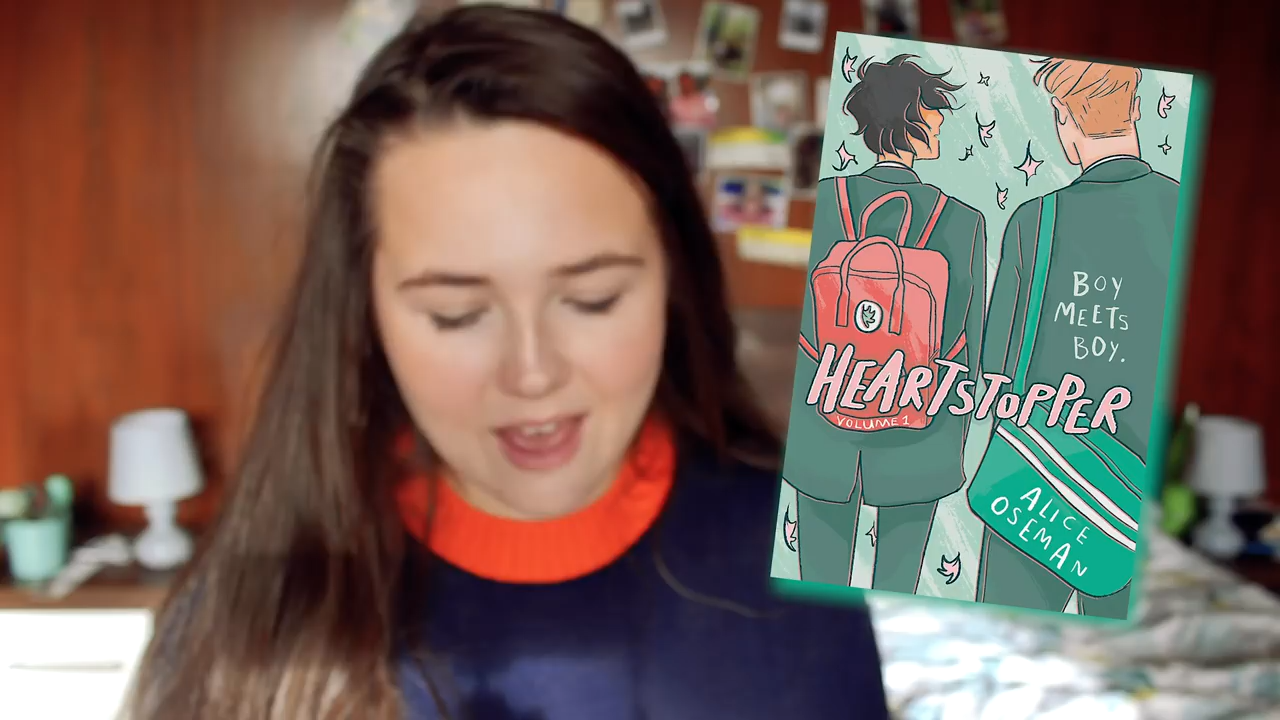 BOY
MEETS
BOY.
HEARTSTOPPER
VOLUME 1
ALICE
OSEMAN